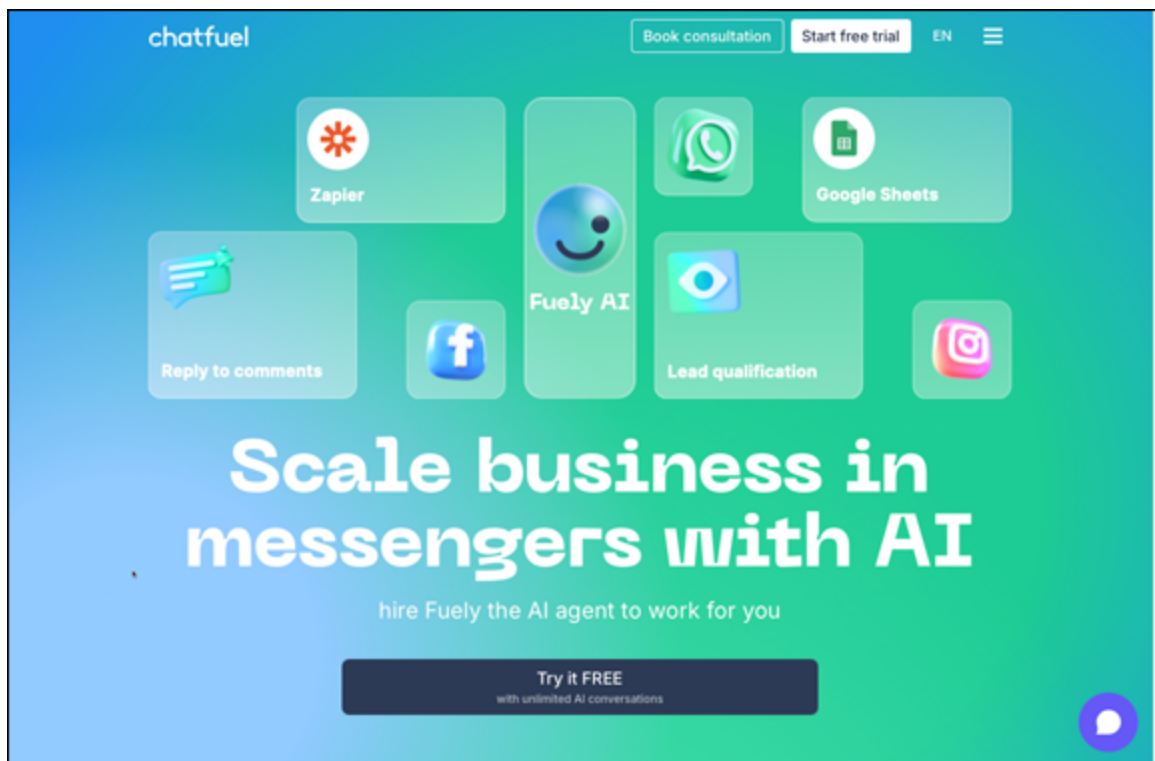 chatfuel
Book consultation
Start free trial
EN
Zapier
Google Sheets
Fuely AI
Reply to comments
Lead qualification
Scale business in
messengers with AI
hire Fuely the AI agent to work for you
Try it FREE
with unlimited AI conversations